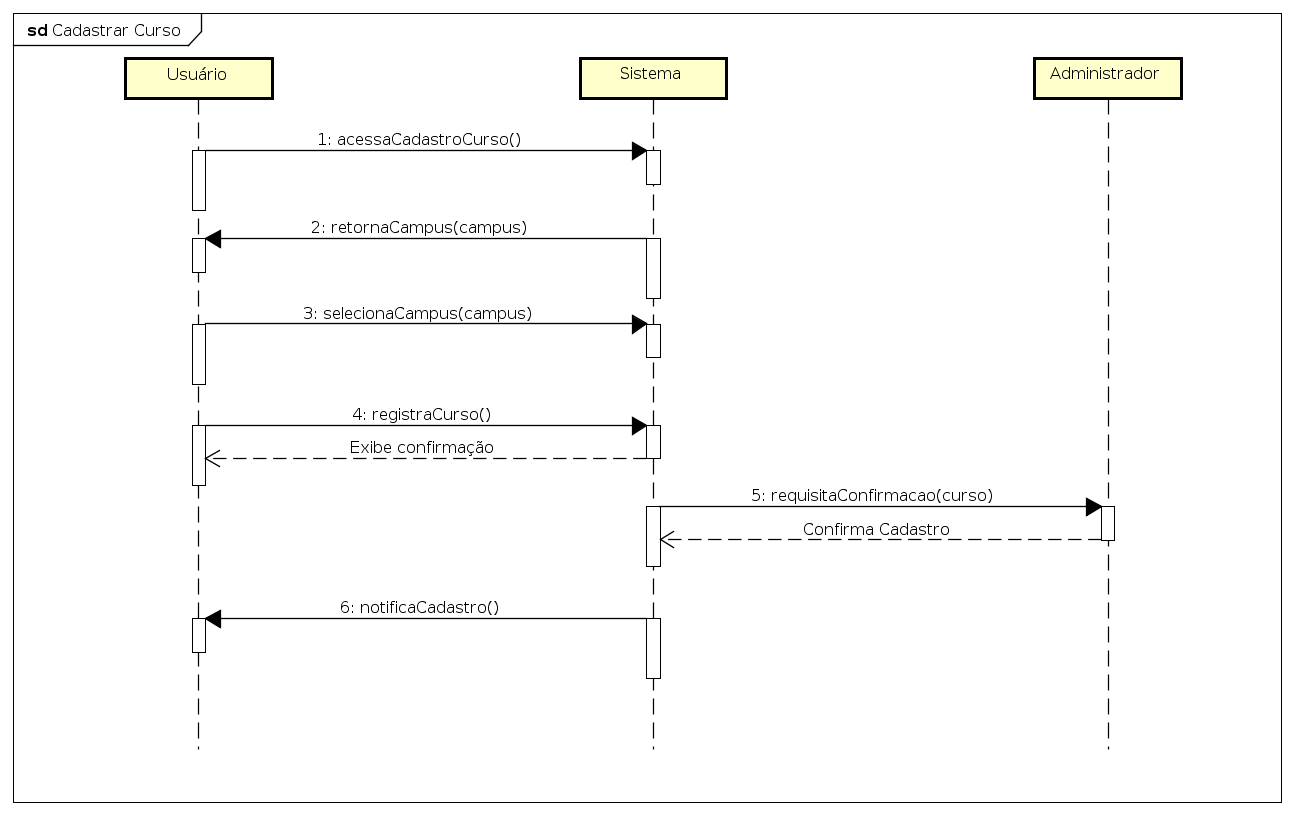 sd Cadastrar Curso
Usuário
Sistema
Administrador
1: acessaCadastroCurso()
2: retornaCampus(campus)
3: selecionaCampus(campus)
4: registraCurso()
Exibe confirmação
5: requisitaConfirmacao(curso)
Confirma Cadastro
6: notificaCadastro()